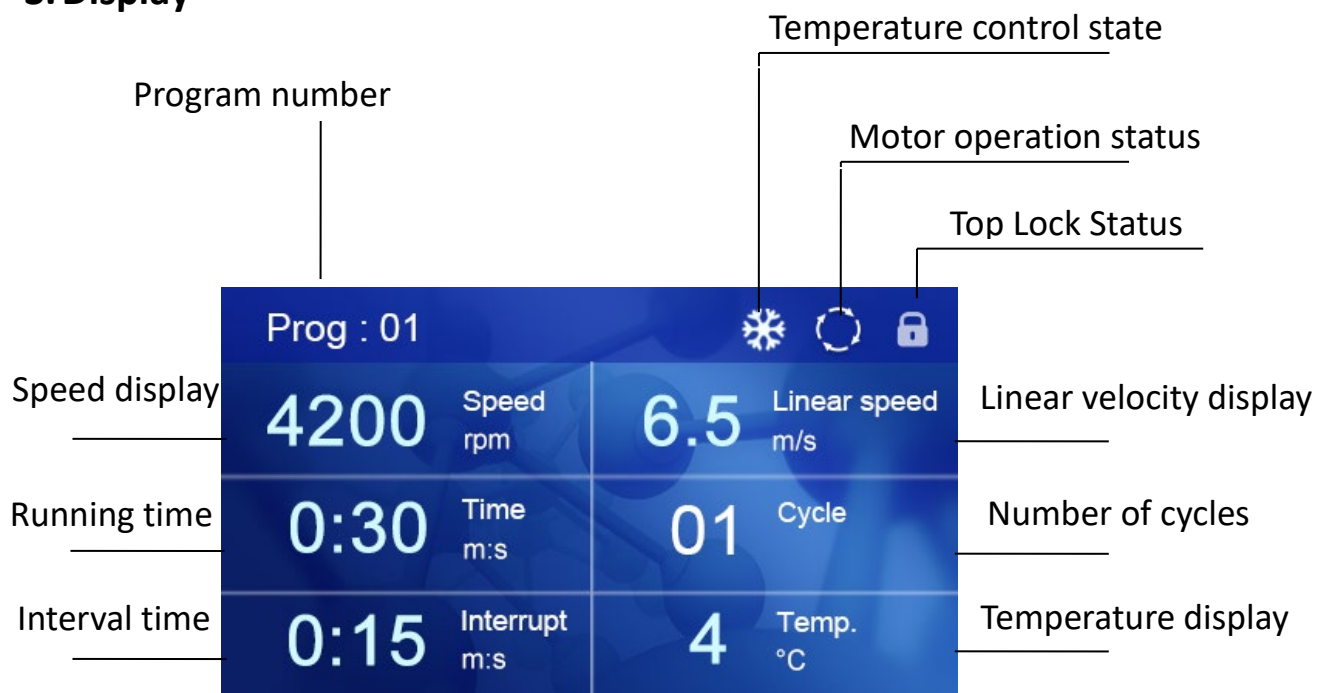 Temperature control state
Program number
Motor operation status
Top Lock Status
Prog : 01
Speed display
4200 Speed
rpm
6.5 Linear speed
m/s
Linear velocity display
Running time
0:30 Time
m:s
01 Cycle
Number of cycles
Interval time
0:15 Interrupt
m:s
4 Temp.
°C
Temperature display